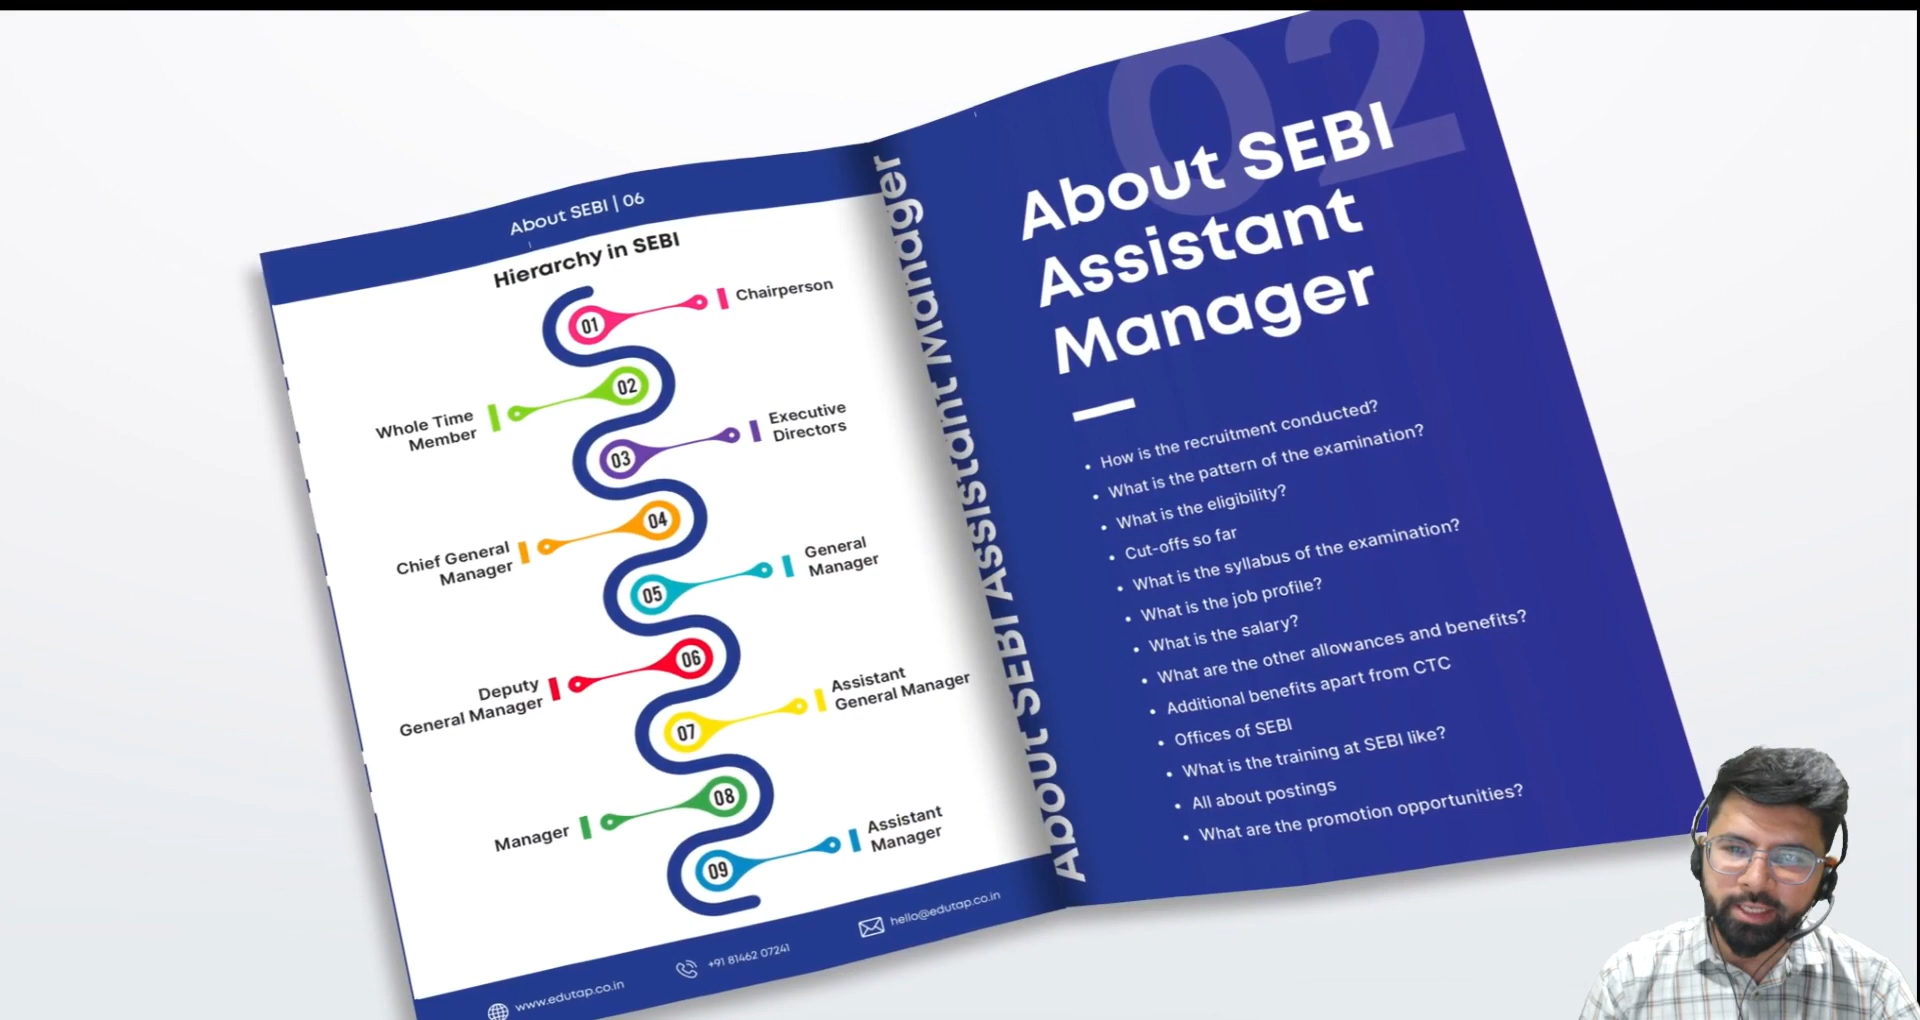 About SEBI | 06
Hierarchy in SEBI
01
Chairperson
02
Whole Time
Member
03
Executive
Directors
04
Chief General
Manager
05
General
Manager
06
Deputy
General Manager
07
Assistant
General Manager
08
Manager
09
Assistant
Manager
www.edutap.co.in
+91 81462 07241
hello@edutap.co.in
About SEBI Assistant Manager
02
About SEBI
Assistant
Manager
• How is the recruitment conducted?
• What is the pattern of the examination?
• What is the eligibility?
• Cut-offs so far
• What is the syllabus of the examination?
• What is the job profile?
• What is the salary?
• What are the other allowances and benefits?
• Additional benefits apart from CTC
• Offices of SEBI
• What is the training at SEBI like?
• All about postings
• What are the promotion opportunities?